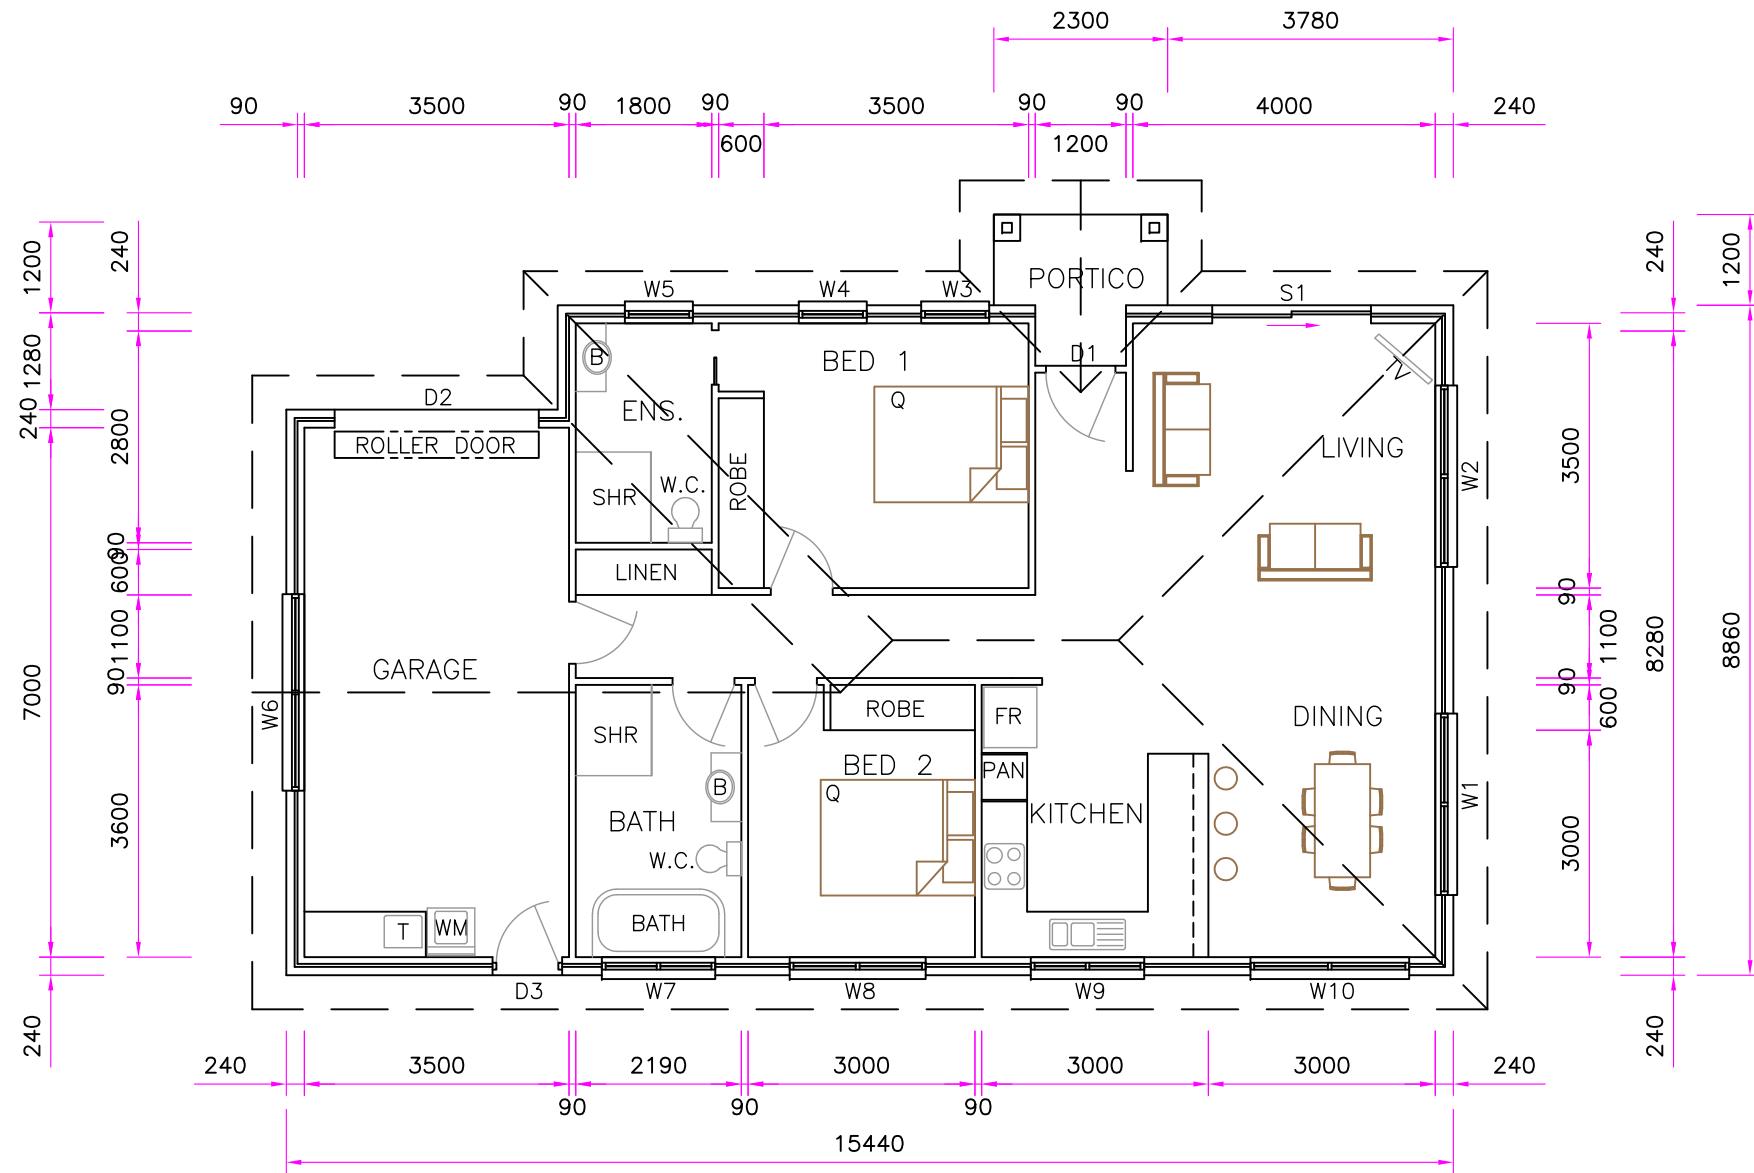 2300 3780
90 3500 90 1800 90 3500 90 90 4000 240
600 1200
PORTICO
W5 W4 W3 S1
240 1200 240 1200
B BED 1 D1 TV
1280 D2 Q
ENS.
240 2800 ROLLER DOOR LIVING 3500
SHR W.C. ROBE W2
90
600 LINEN 90
1100 1100 8280 8860
GARAGE
90 90
7000 W6 ROBE FR DINING 600
SHR
BED 2 PAN
B Q W1
3600 BATH KITCHEN 3000
W.C.
T WM BATH
D3 W7 W8 W9 W10
240 240
240 3500 2190 3000 3000 3000 240
90 90 90
15440